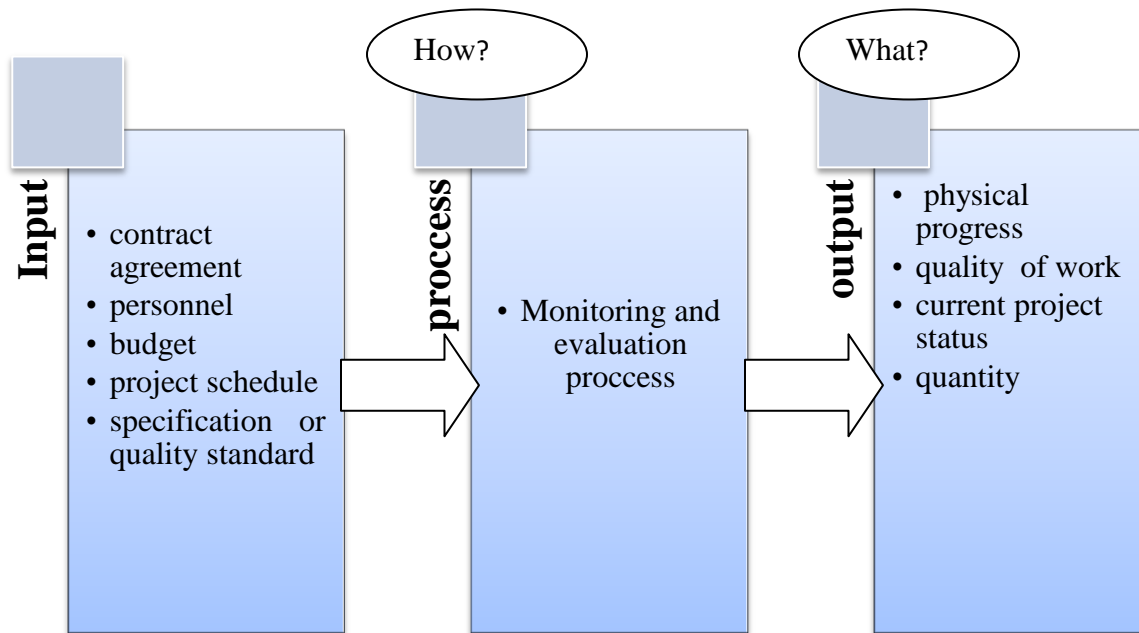 How?
What?
Input
• contract
agreement
• personnel
• budget
• project schedule
• specification or
quality standard
proccess
• Monitoring and
evaluation
proccess
output
• physical
progress
• quality of work
• current project
status
• quantity